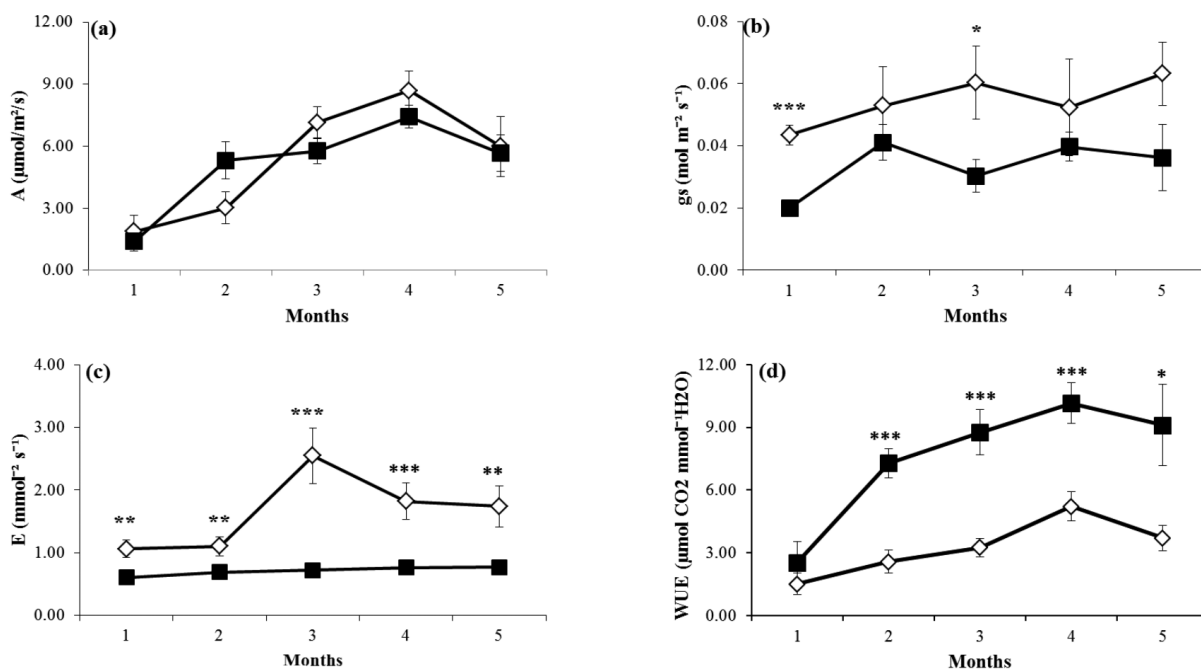 (a)
12.00
9.00
6.00
3.00
0.00
A (µmol/m²/s)
1 2 3 4 5
Months
(b)
0.08
0.06
0.04
0.02
0.00
gs (mol m⁻² s⁻¹)
***
*
1 2 3 4 5
Months
(c)
4.00
3.00
2.00
1.00
0.00
E (mmol⁻² s⁻¹)
**
**
***
***
**
1 2 3 4 5
Months
(d)
12.00
9.00
6.00
3.00
0.00
WUE (µmol CO2 mmol⁻¹H2O)
***
***
***
*
1 2 3 4 5
Months